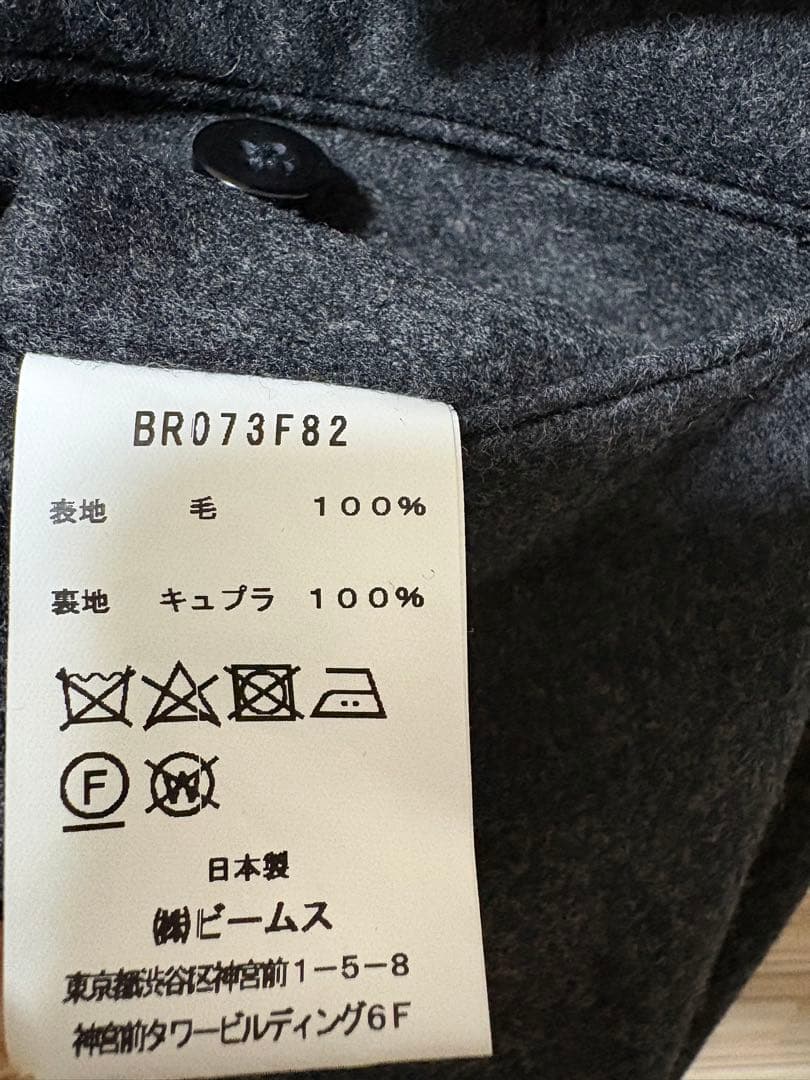 BR073F82
表地 毛 100%
裏地 キュプラ 100%
F W
日本製
(株)ビームス
東京都渋谷区神宮前1-5-8
神宮前タワービルディング6F